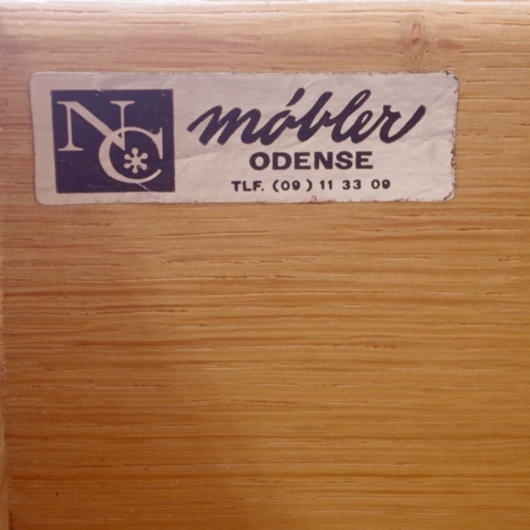 NC møbler
ODENSE
TLF. (09) 11 33 09